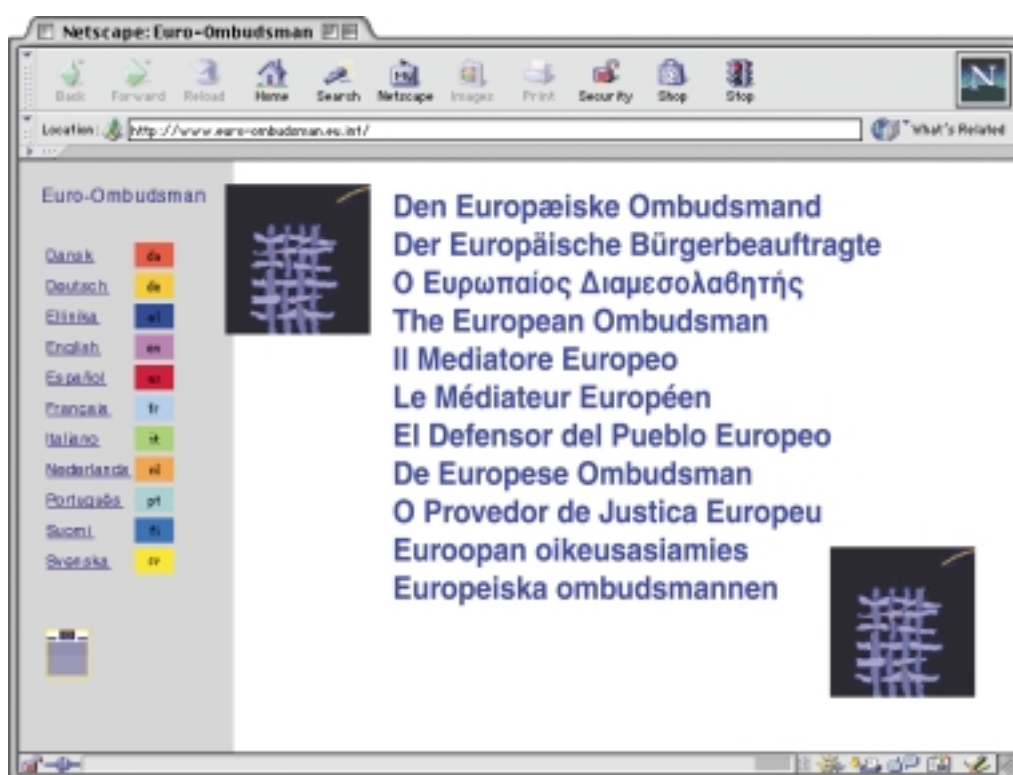 Netscape: Euro-Ombudsman
Back Forward Reload Home Search Netscape Images Print Security Shop Stop
Location: http://www.euro-ombudsman.eu.int/ What's Related
Euro-Ombudsman
Dansk da
Deutsch de
Ellinika el
English en
Español es
Français fr
Italiano it
Nederlands nl
Português pt
Suomi fi
Svenska sv
Den Europæiske Ombudsmand
Der Europäische Bürgerbeauftragte
Ο Ευρωπαίος Διαμεσολαβητής
The European Ombudsman
Il Mediatore Europeo
Le Médiateur Européen
El Defensor del Pueblo Europeo
De Europese Ombudsman
O Provedor de Justica Europeu
Euroopan oikeusasiamies
Europeiska ombudsmannen